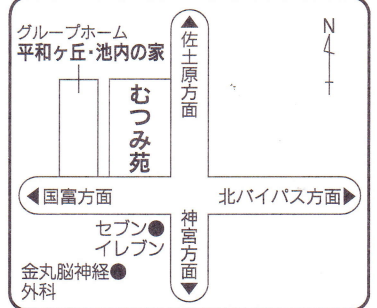 グループホーム
平和ヶ丘・池内の家
むつみ苑
▲佐土原方面
N
◀国富方面
北バイパス方面▶
神宮方面▼
セブン
イレブン
金丸脳神経
外科